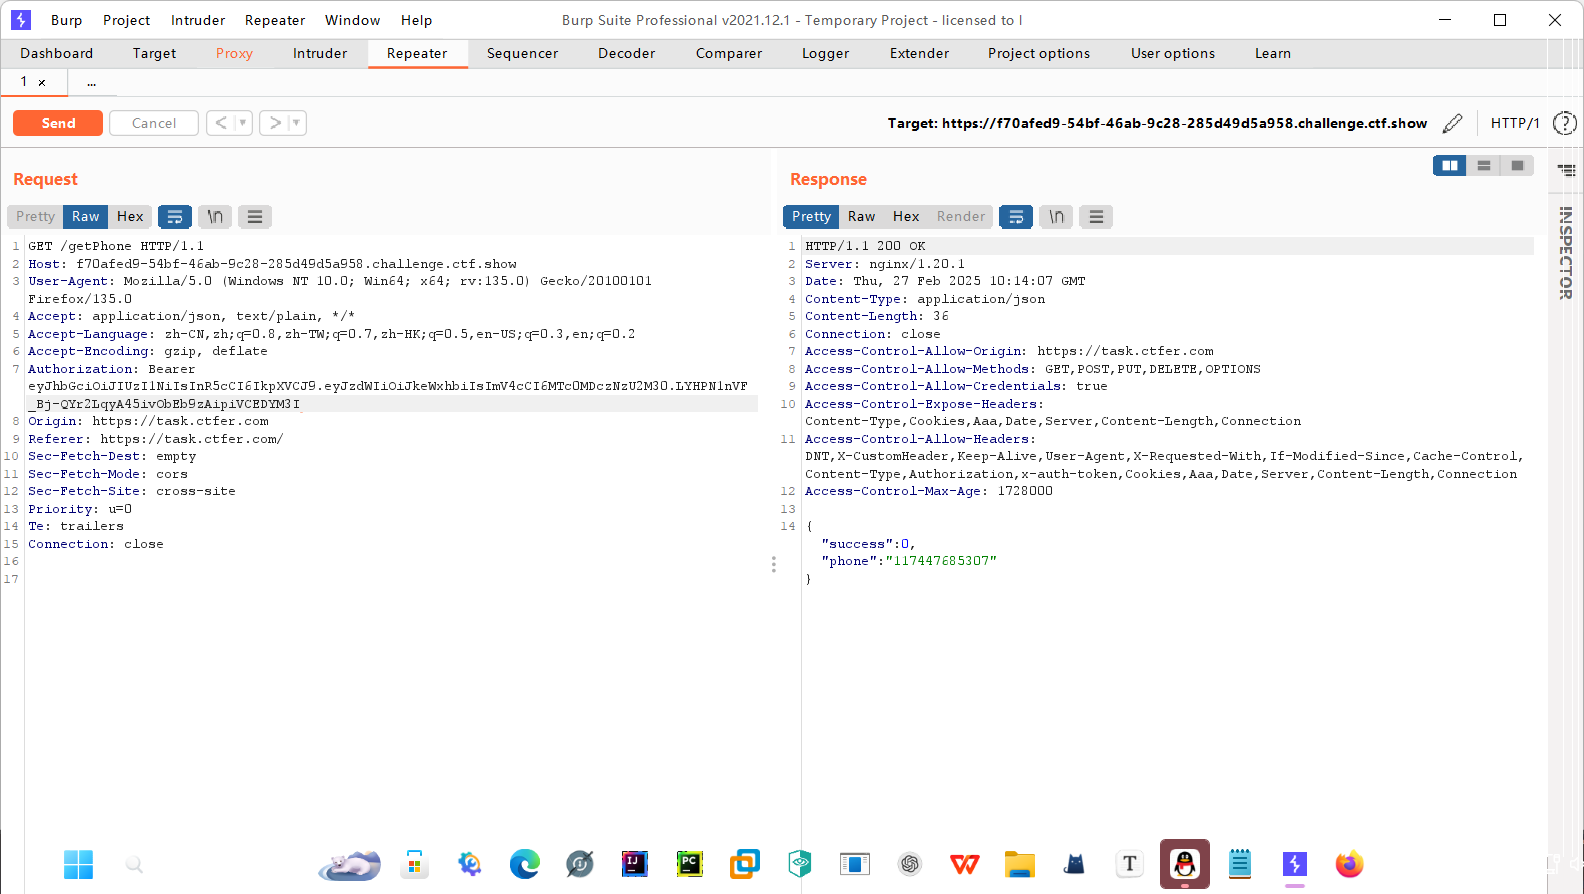 Burp Project Intruder Repeater Window Help Burp Suite Professional v2021.12.1 - Temporary Project - licensed to l
Dashboard Target Proxy Intruder Repeater Sequencer Decoder Comparer Logger Extender Project options User options Learn
1 × ...
Send Cancel < > Target: https://f70afed9-54bf-46ab-9c28-285d49d5a958.challenge.ctf.show HTTP/1 ?
Request
Pretty Raw Hex \n
1 GET /getPhone HTTP/1.1
2 Host: f70afed9-54bf-46ab-9c28-285d49d5a958.challenge.ctf.show
3 User-Agent: Mozilla/5.0 (Windows NT 10.0; Win64; x64; rv:135.0) Gecko/20100101
Firefox/135.0
4 Accept: application/json, text/plain, */*
5 Accept-Language: zh-CN,zh;q=0.8,zh-TW;q=0.7,zh-HK;q=0.5,en-US;q=0.3,en;q=0.2
6 Accept-Encoding: gzip, deflate
7 Authorization: Bearer
eyJhbGciOiJIUzI1NiIsInR5cCI6IkpXVCJ9.eyJzdWIiOiJkeWxhbiIsImV4cCI6MTc0MDczNzU2M30.LYHPN1nVF
_Bj-QYr2LqyA45ivObEb9zAipiVCEDYM3I
8 Origin: https://task.ctfer.com
9 Referer: https://task.ctfer.com/
10 Sec-Fetch-Dest: empty
11 Sec-Fetch-Mode: cors
12 Sec-Fetch-Site: cross-site
13 Priority: u=0
14 Te: trailers
15 Connection: close
16
17
Response
Pretty Raw Hex Render \n
1 HTTP/1.1 200 OK
2 Server: nginx/1.20.1
3 Date: Thu, 27 Feb 2025 10:14:07 GMT
4 Content-Type: application/json
5 Content-Length: 36
6 Connection: close
7 Access-Control-Allow-Origin: https://task.ctfer.com
8 Access-Control-Allow-Methods: GET,POST,PUT,DELETE,OPTIONS
9 Access-Control-Allow-Credentials: true
10 Access-Control-Expose-Headers:
Content-Type,Cookies,Aaa,Date,Server,Content-Length,Connection
11 Access-Control-Allow-Headers:
DNT,X-CustomHeader,Keep-Alive,User-Agent,X-Requested-With,If-Modified-Since,Cache-Control,
Content-Type,Authorization,x-auth-token,Cookies,Aaa,Date,Server,Content-Length,Connection
12 Access-Control-Max-Age: 1728000
13
14 {
"success":0,
"phone":"117447685307"
}
INSPECTOR
IJ PC T